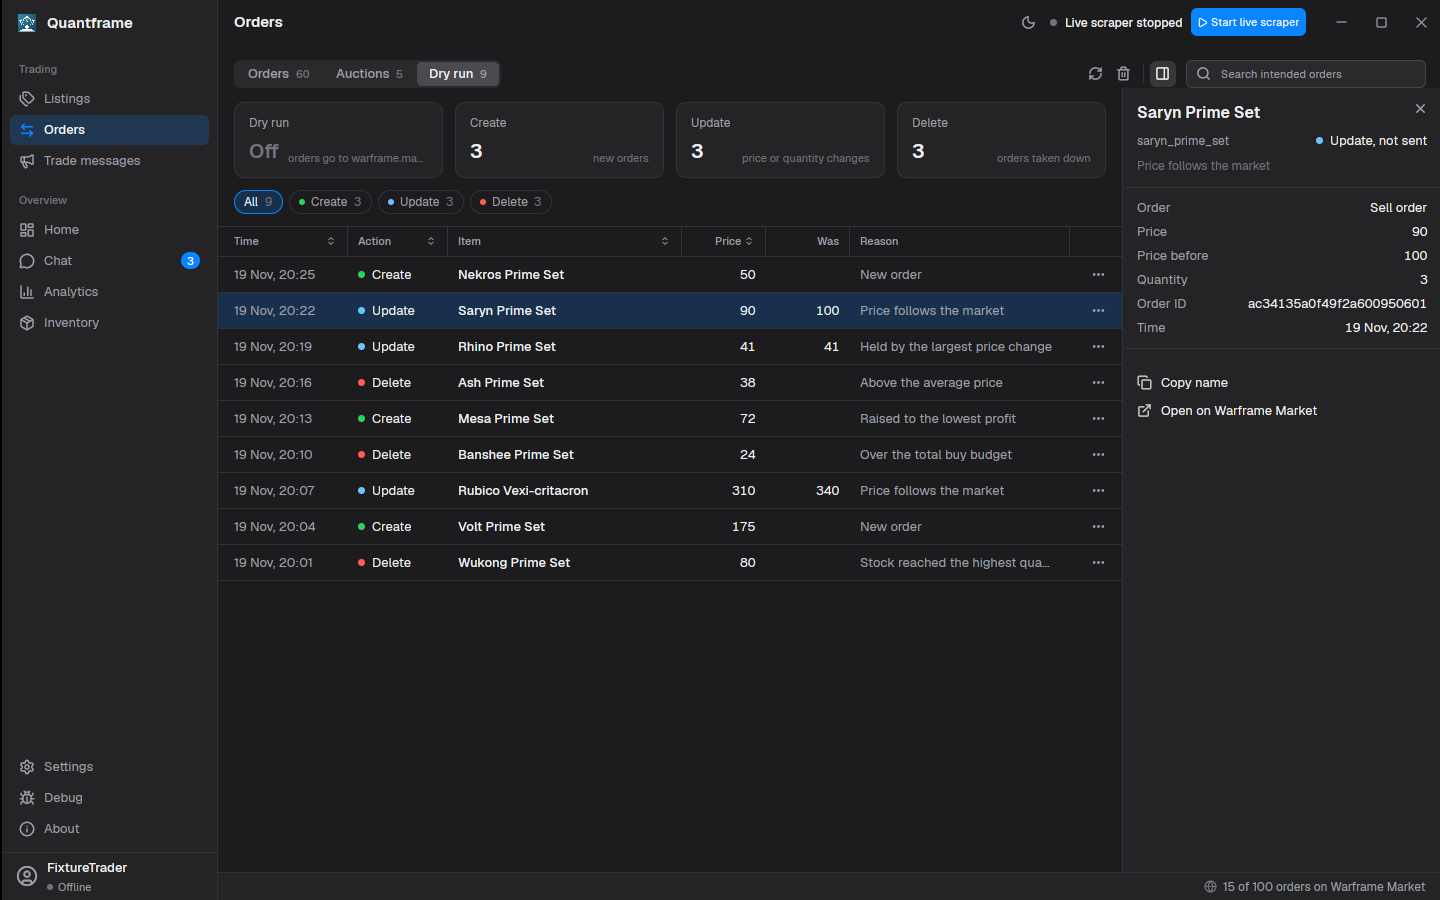 Quantframe
Orders
Live scraper stopped
Start live scraper
Trading
Listings
Orders
Trade messages
Overview
Home
Chat 3
Analytics
Inventory
Settings
Debug
About
FixtureTrader
Offline
Orders 60
Auctions 5
Dry run 9
Search intended orders
Dry run
Off orders go to warframe.ma...
Create
3 new orders
Update
3 price or quantity changes
Delete
3 orders taken down
All 9
Create 3
Update 3
Delete 3
Time Action Item Price Was Reason
19 Nov, 20:25 Create Nekros Prime Set 50 New order
19 Nov, 20:22 Update Saryn Prime Set 90 100 Price follows the market
19 Nov, 20:19 Update Rhino Prime Set 41 41 Held by the largest price change
19 Nov, 20:16 Delete Ash Prime Set 38 Above the average price
19 Nov, 20:13 Create Mesa Prime Set 72 Raised to the lowest profit
19 Nov, 20:10 Delete Banshee Prime Set 24 Over the total buy budget
19 Nov, 20:07 Update Rubico Vexi-critacron 310 340 Price follows the market
19 Nov, 20:04 Create Volt Prime Set 175 New order
19 Nov, 20:01 Delete Wukong Prime Set 80 Stock reached the highest qua...
Saryn Prime Set
saryn_prime_set Update, not sent
Price follows the market
Order Sell order
Price 90
Price before 100
Quantity 3
Order ID ac34135a0f49f2a600950601
Time 19 Nov, 20:22
Copy name
Open on Warframe Market
15 of 100 orders on Warframe Market